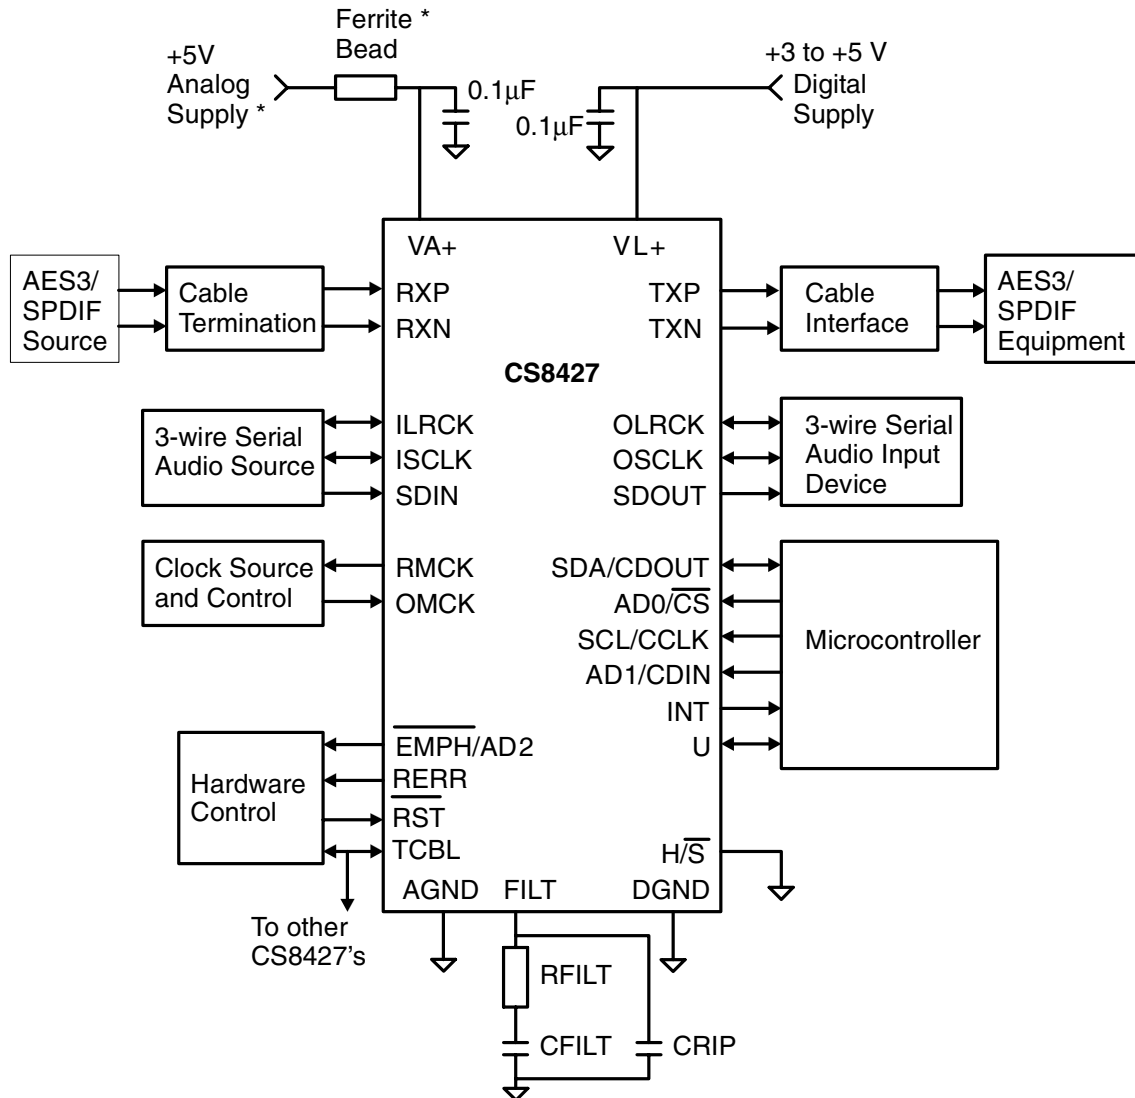 Ferrite *
Bead
+5V
Analog
Supply *
0.1μF
+3 to +5 V
Digital
Supply
0.1μF
VA+
VL+
AES3/
SPDIF
Source
Cable
Termination
RXP
RXN
TXP
TXN
Cable
Interface
AES3/
SPDIF
Equipment
CS8427
3-wire Serial
Audio Source
ILRCK
ISCLK
SDIN
OLRCK
OSCLK
SDOUT
3-wire Serial
Audio Input
Device
Clock Source
and Control
RMCK
OMCK
SDA/CDOUT
AD0/C̅S̅
SCL/CCLK
AD1/CDIN
INT
U
Microcontroller
Hardware
Control
E̅M̅P̅H̅/AD2
RERR
R̅S̅T̅
TCBL
H/S̅
AGND
FILT
DGND
To other
CS8427's
RFILT
CFILT
CRIP